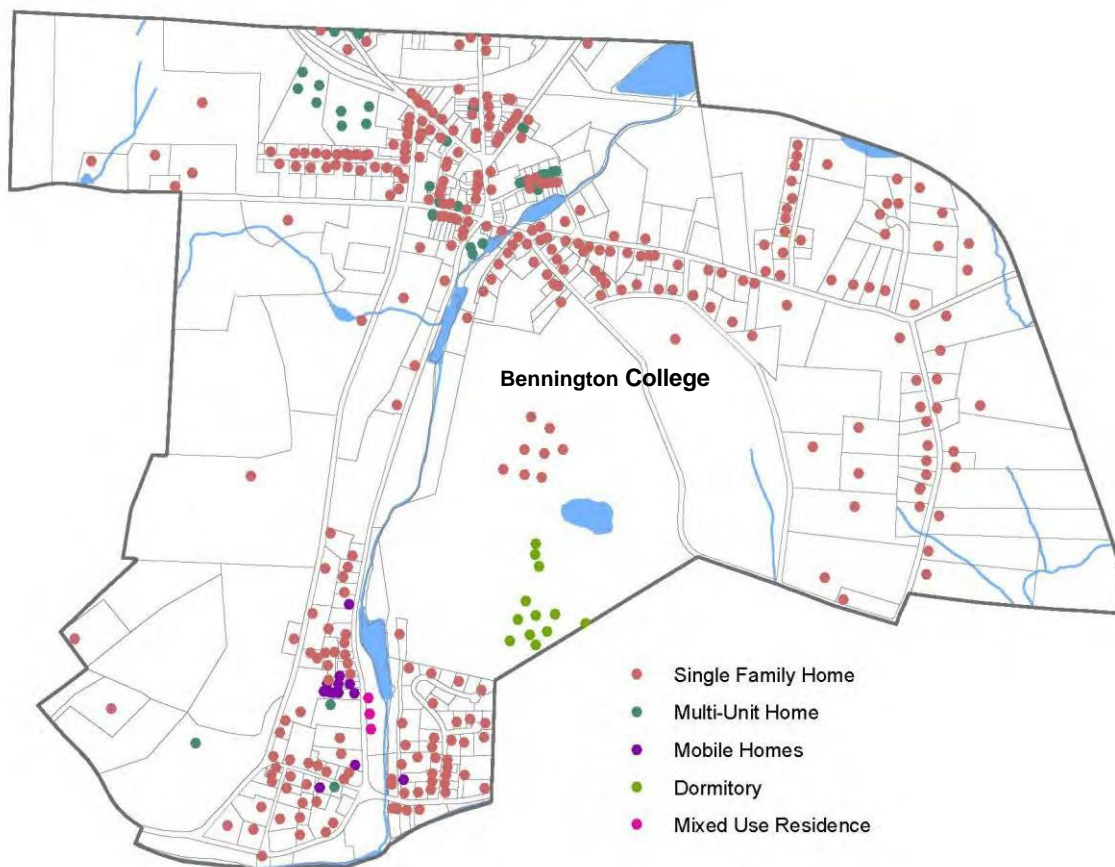 Bennington College
Single Family Home
Multi-Unit Home
Mobile Homes
Dormitory
Mixed Use Residence